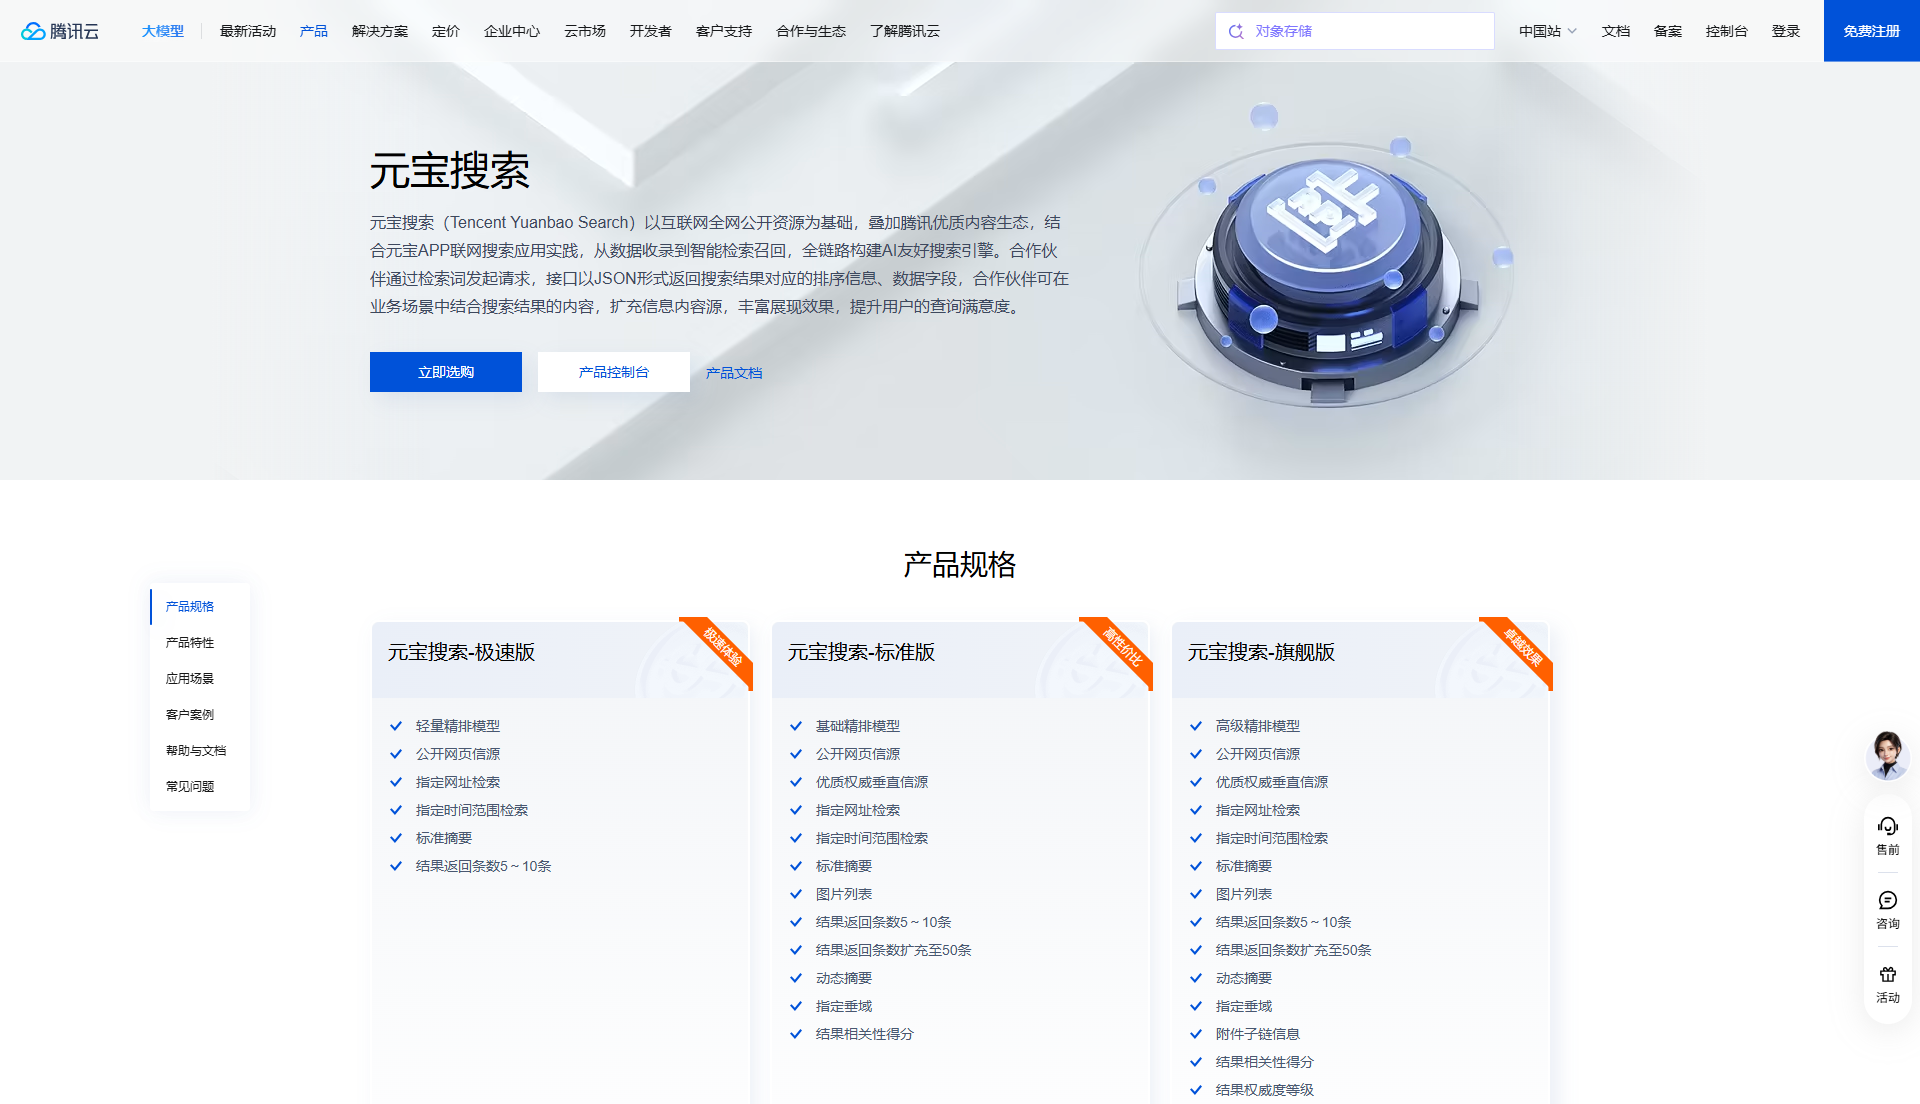 腾讯云
大模型
最新活动
产品
解决方案
定价
企业中心
云市场
开发者
客户支持
合作与生态
了解腾讯云
对象存储
中国站
文档
备案
控制台
登录
免费注册
元宝搜索
元宝搜索（Tencent Yuanbao Search）以互联网全网公开资源为基础，叠加腾讯优质内容生态，结
合元宝APP联网搜索应用实践，从数据收录到智能检索召回，全链路构建AI友好搜索引擎。合作伙
伴通过检索词发起请求，接口以JSON形式返回搜索结果对应的排序信息、数据字段，合作伙伴可在
业务场景中结合搜索结果的内容，扩充信息内容源，丰富展现效果，提升用户的查询满意度。
立即选购
产品控制台
产品文档
产品规格
产品规格
产品特性
应用场景
客户案例
帮助与文档
常见问题
元宝搜索-极速版
极速体验
轻量精排模型
公开网页信源
指定网址检索
指定时间范围检索
标准摘要
结果返回条数5～10条
元宝搜索-标准版
高性价比
基础精排模型
公开网页信源
优质权威垂直信源
指定网址检索
指定时间范围检索
标准摘要
图片列表
结果返回条数5～10条
结果返回条数扩充至50条
动态摘要
指定垂域
结果相关性得分
元宝搜索-旗舰版
卓越效果
高级精排模型
公开网页信源
优质权威垂直信源
指定网址检索
指定时间范围检索
标准摘要
图片列表
结果返回条数5～10条
结果返回条数扩充至50条
动态摘要
指定垂域
附件子链信息
结果相关性得分
结果权威度等级
售前
咨询
活动